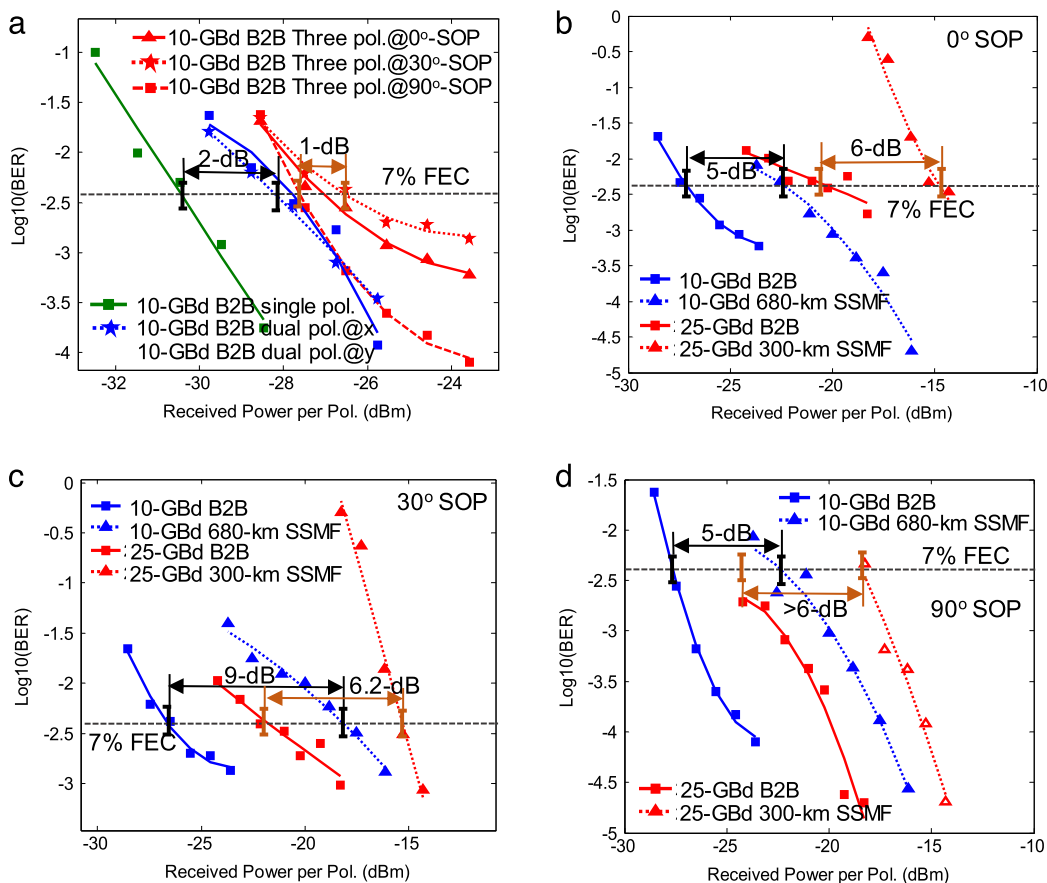 a
10-GBd B2B Three pol.@0°-SOP
10-GBd B2B Three pol.@30°-SOP
10-GBd B2B Three pol.@90°-SOP
1-dB
2-dB
7% FEC
10-GBd B2B single pol.
10-GBd B2B dual pol.@x
10-GBd B2B dual pol.@y
Log10(BER)
-1
-1.5
-2
-2.5
-3
-3.5
-4
-32
-30
-28
-26
-24
Received Power per Pol. (dBm)
b
0° SOP
5-dB
6-dB
7% FEC
10-GBd B2B
10-GBd 680-km SSMF
25-GBd B2B
25-GBd 300-km SSMF
Log10(BER)
0
-0.5
-1
-1.5
-2
-2.5
-3
-3.5
-4
-4.5
-5
-30
-25
-20
-15
-10
Received Power per Pol. (dBm)
c
30° SOP
10-GBd B2B
10-GBd 680-km SSMF
25-GBd B2B
25-GBd 300-km SSMF
9-dB
6.2-dB
7% FEC
Log10(BER)
0
-0.5
-1
-1.5
-2
-2.5
-3
-30
-25
-20
-15
Received Power per Pol. (dBm)
d
10-GBd B2B
10-GBd 680-km SSMF
5-dB
7% FEC
>6-dB
90° SOP
25-GBd B2B
25-GBd 300-km SSMF
Log10(BER)
-1.5
-2
-2.5
-3
-3.5
-4
-4.5
-5
-30
-25
-20
-15
-10
Received Power per Pol. (dBm)